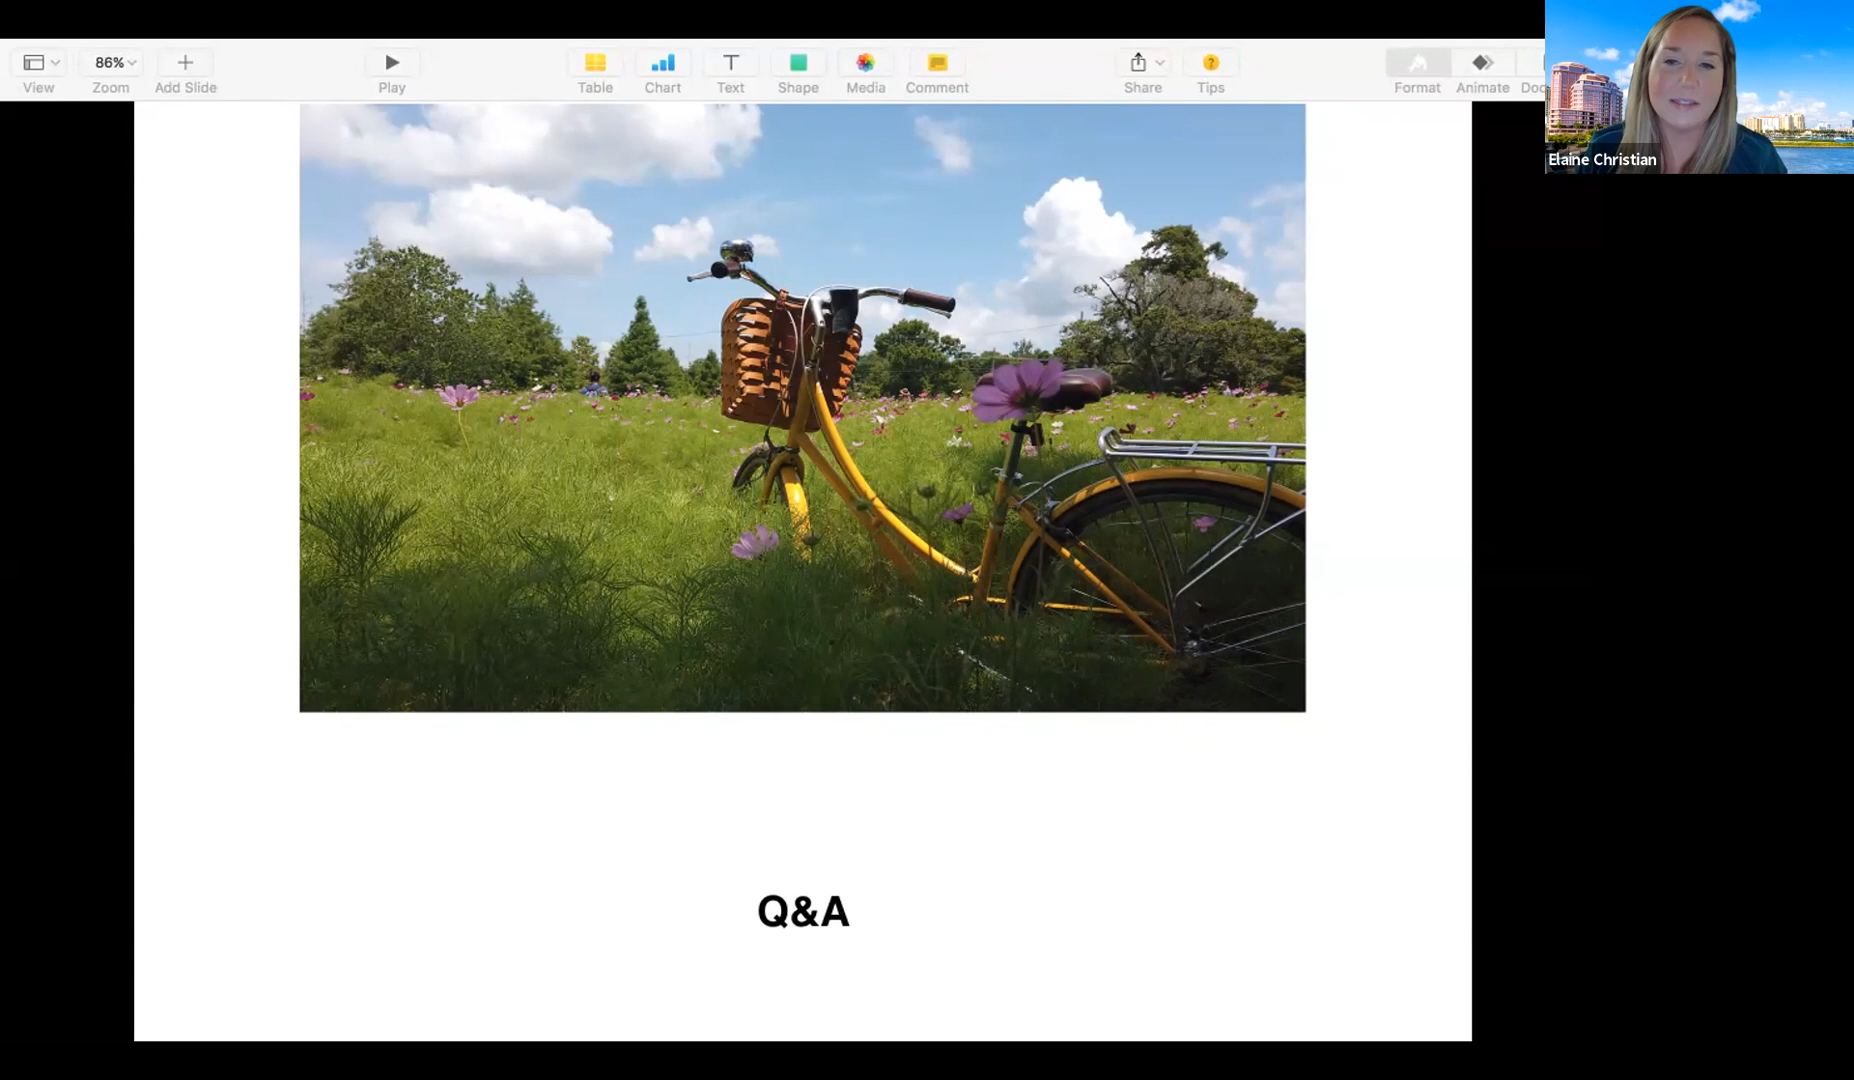 86%
View
Zoom
Add Slide
Play
Table
Chart
Text
Shape
Media
Comment
Share
?
Tips
Format
Animate
Elaine Christian
Q&A